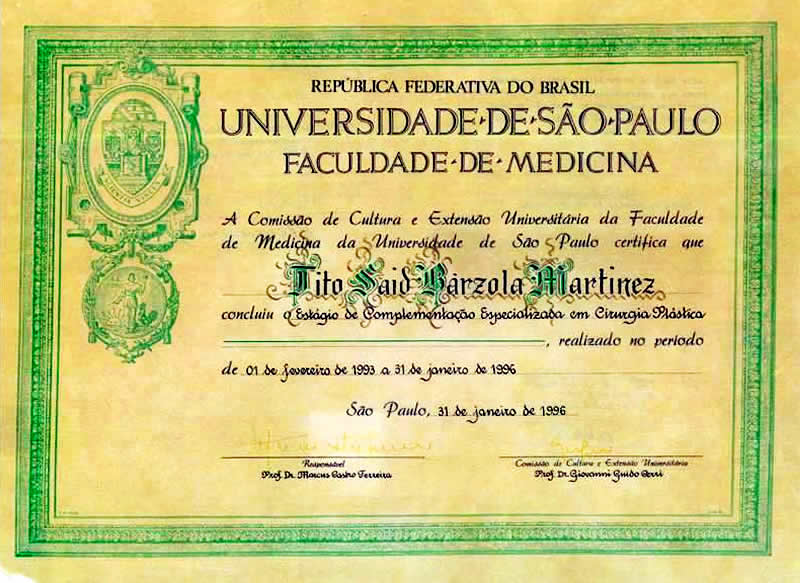 REPÚBLICA FEDERATIVA DO BRASIL
UNIVERSIDADE·DE·SÃO·PAULO
FACULDADE·DE·MEDICINA
A Comissão de Cultura e Extensão Universitária da Faculdade
de Medicina da Universidade de São Paulo certifica que
Tito Said Bárzola Martinez
concluiu o Estágio de Complementação Especializada em Cirurgia Plástica
, realizado no período
de 01 de fevereiro de 1993 a 31 de janeiro de 1996
São Paulo, 31 de janeiro de 1996
Responsável
Prof. Dr. Marcus Castro Ferreira
Comissão de Cultura e Extensão Universitária
Prof. Dr. Giovanni Guido Cerri